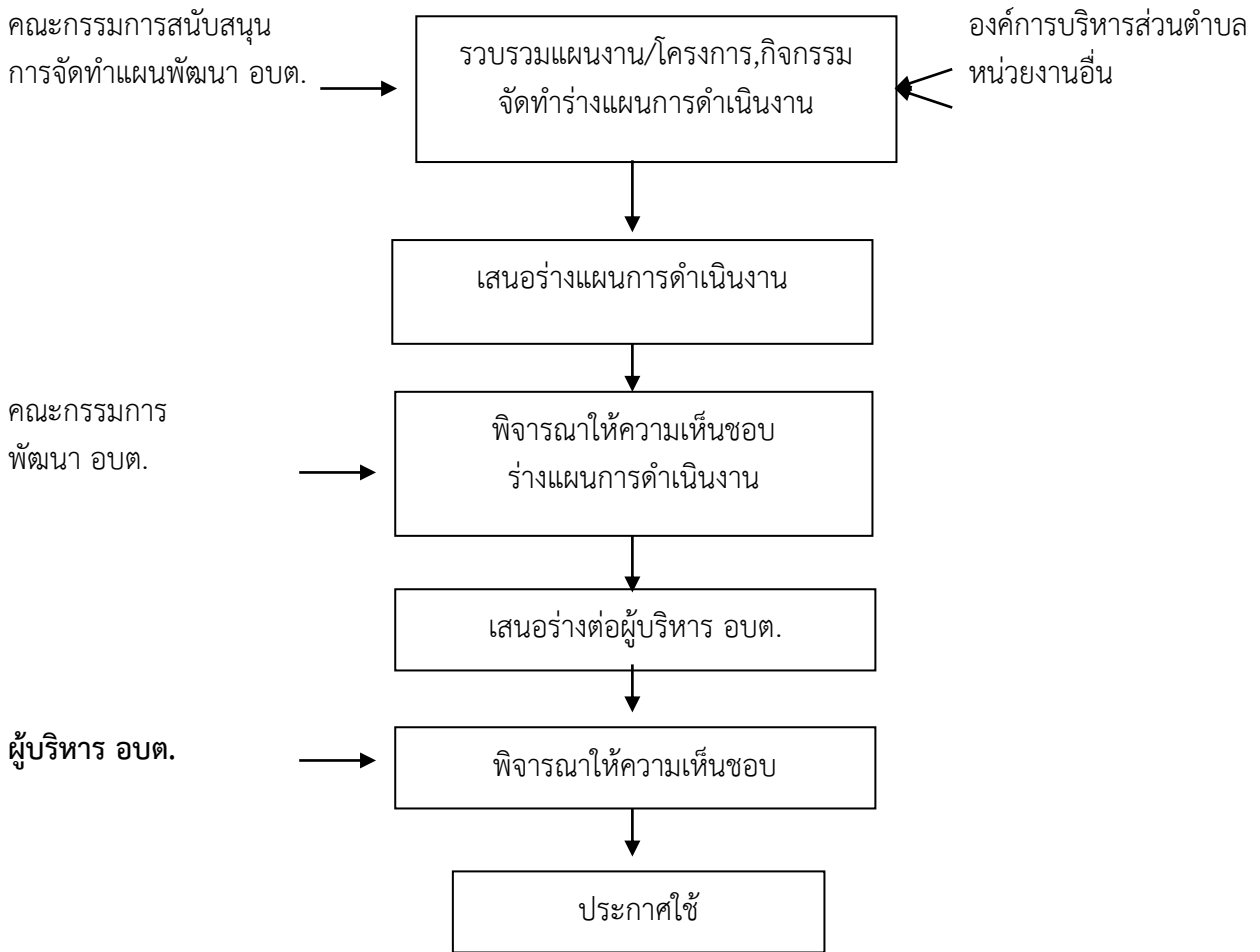 คณะกรรมการสนับสนุน
การจัดทำแผนพัฒนา อบต.
รวบรวมแผนงาน/โครงการ,กิจกรรม
จัดทำร่างแผนการดำเนินงาน
องค์การบริหารส่วนตำบล
หน่วยงานอื่น
เสนอร่างแผนการดำเนินงาน
คณะกรรมการ
พัฒนา อบต.
พิจารณาให้ความเห็นชอบ
ร่างแผนการดำเนินงาน
เสนอร่างต่อผู้บริหาร อบต.
ผู้บริหาร อบต.
พิจารณาให้ความเห็นชอบ
ประกาศใช้